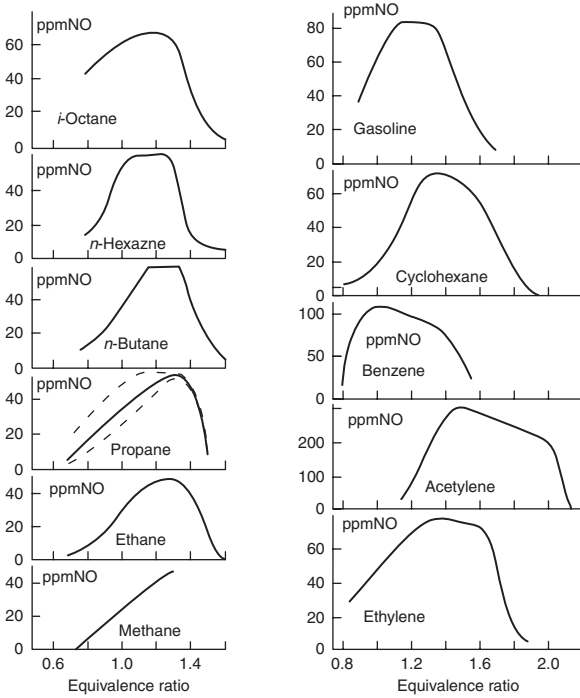 ppmNO
60
40
20
0
i-Octane
ppmNO
40
20
0
n-Hexazne
ppmNO
40
20
0
n-Butane
ppmNO
40
20
0
Propane
ppmNO
40
20
0
Ethane
ppmNO
40
20
0
Methane
0.6 1.0 1.4
Equivalence ratio
ppmNO
80
60
40
20
0
Gasoline
ppmNO
60
40
20
0
Cyclohexane
100
ppmNO
50
Benzene
0
ppmNO
200
100
Acetylene
0
ppmNO
80
40
20
0
Ethylene
0.8 1.2 1.6 2.0
Equivalence ratio